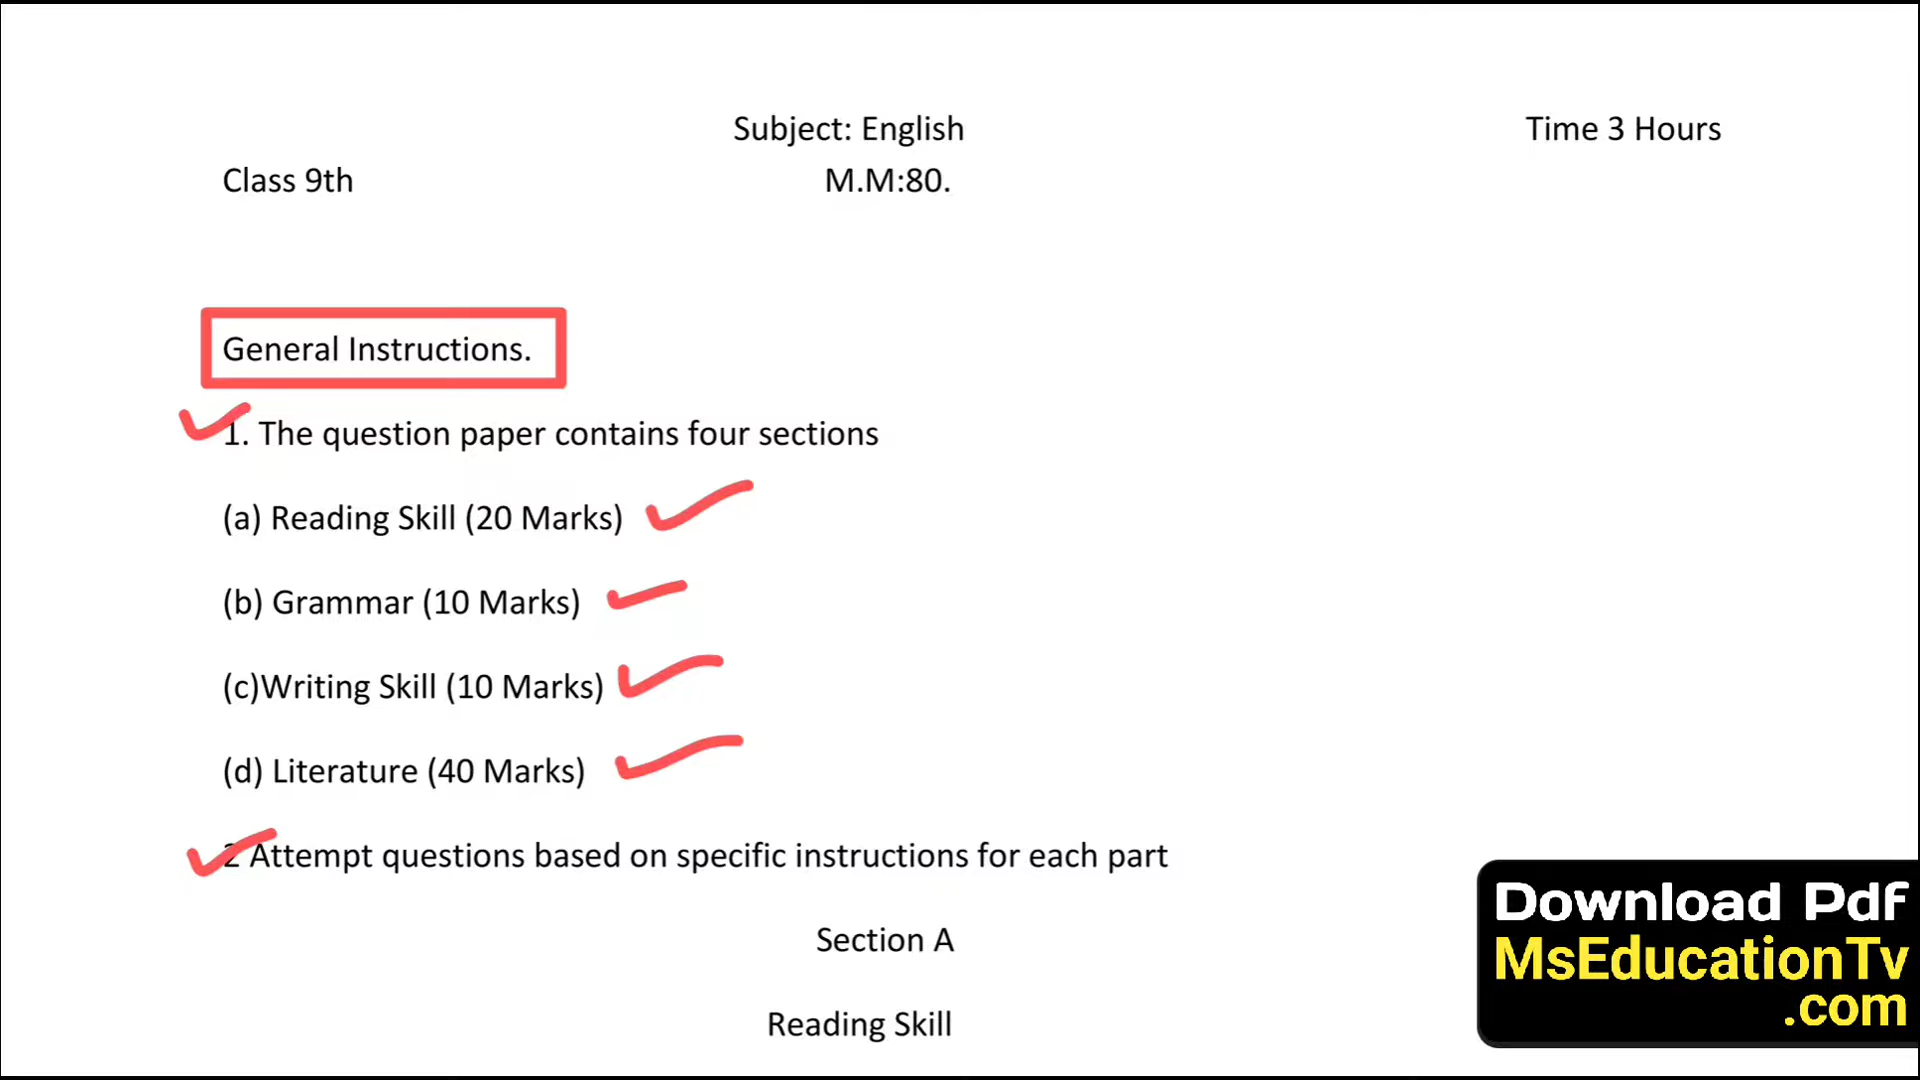 Subject: English Time 3 Hours
Class 9th M.M:80.
General Instructions.
1. The question paper contains four sections
(a) Reading Skill (20 Marks)
(b) Grammar (10 Marks)
(c)Writing Skill (10 Marks)
(d) Literature (40 Marks)
2 Attempt questions based on specific instructions for each part
Section A
Reading Skill
Download Pdf
MsEducationTv
.com